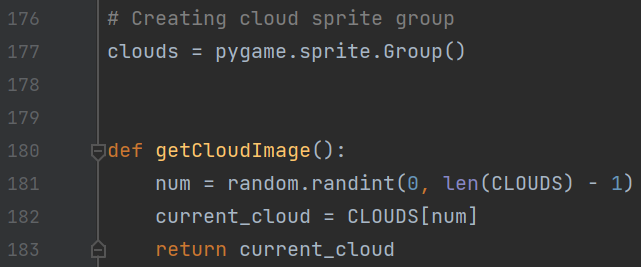 176 # Creating cloud sprite group
177 clouds = pygame.sprite.Group()
178
179
180 def getCloudImage():
181     num = random.randint(0, len(CLOUDS) - 1)
182     current_cloud = CLOUDS[num]
183     return current_cloud